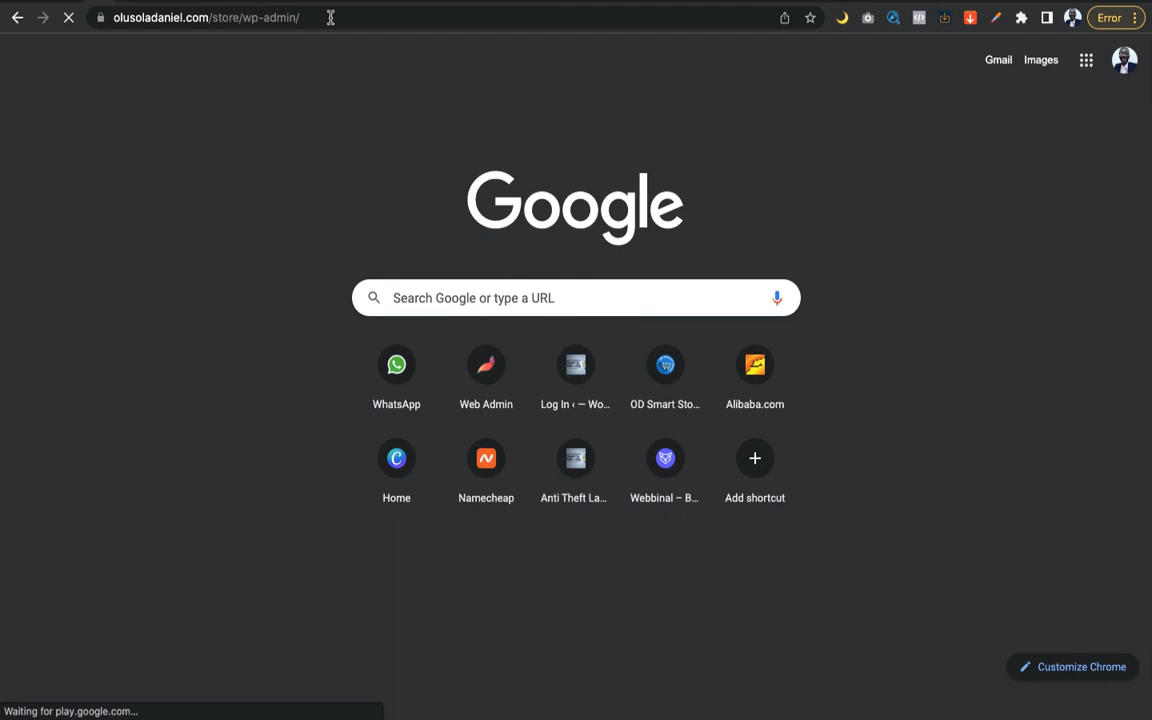 olusoladaniel.com/store/wp-admin/
Error
Gmail Images
Google
Search Google or type a URL
WhatsApp
Web Admin
Log In ‹ — Wo...
OD Smart Sto...
Alibaba.com
Home
Namecheap
Anti Theft La...
Webbinal – B...
Add shortcut
Customize Chrome
Waiting for play.google.com...